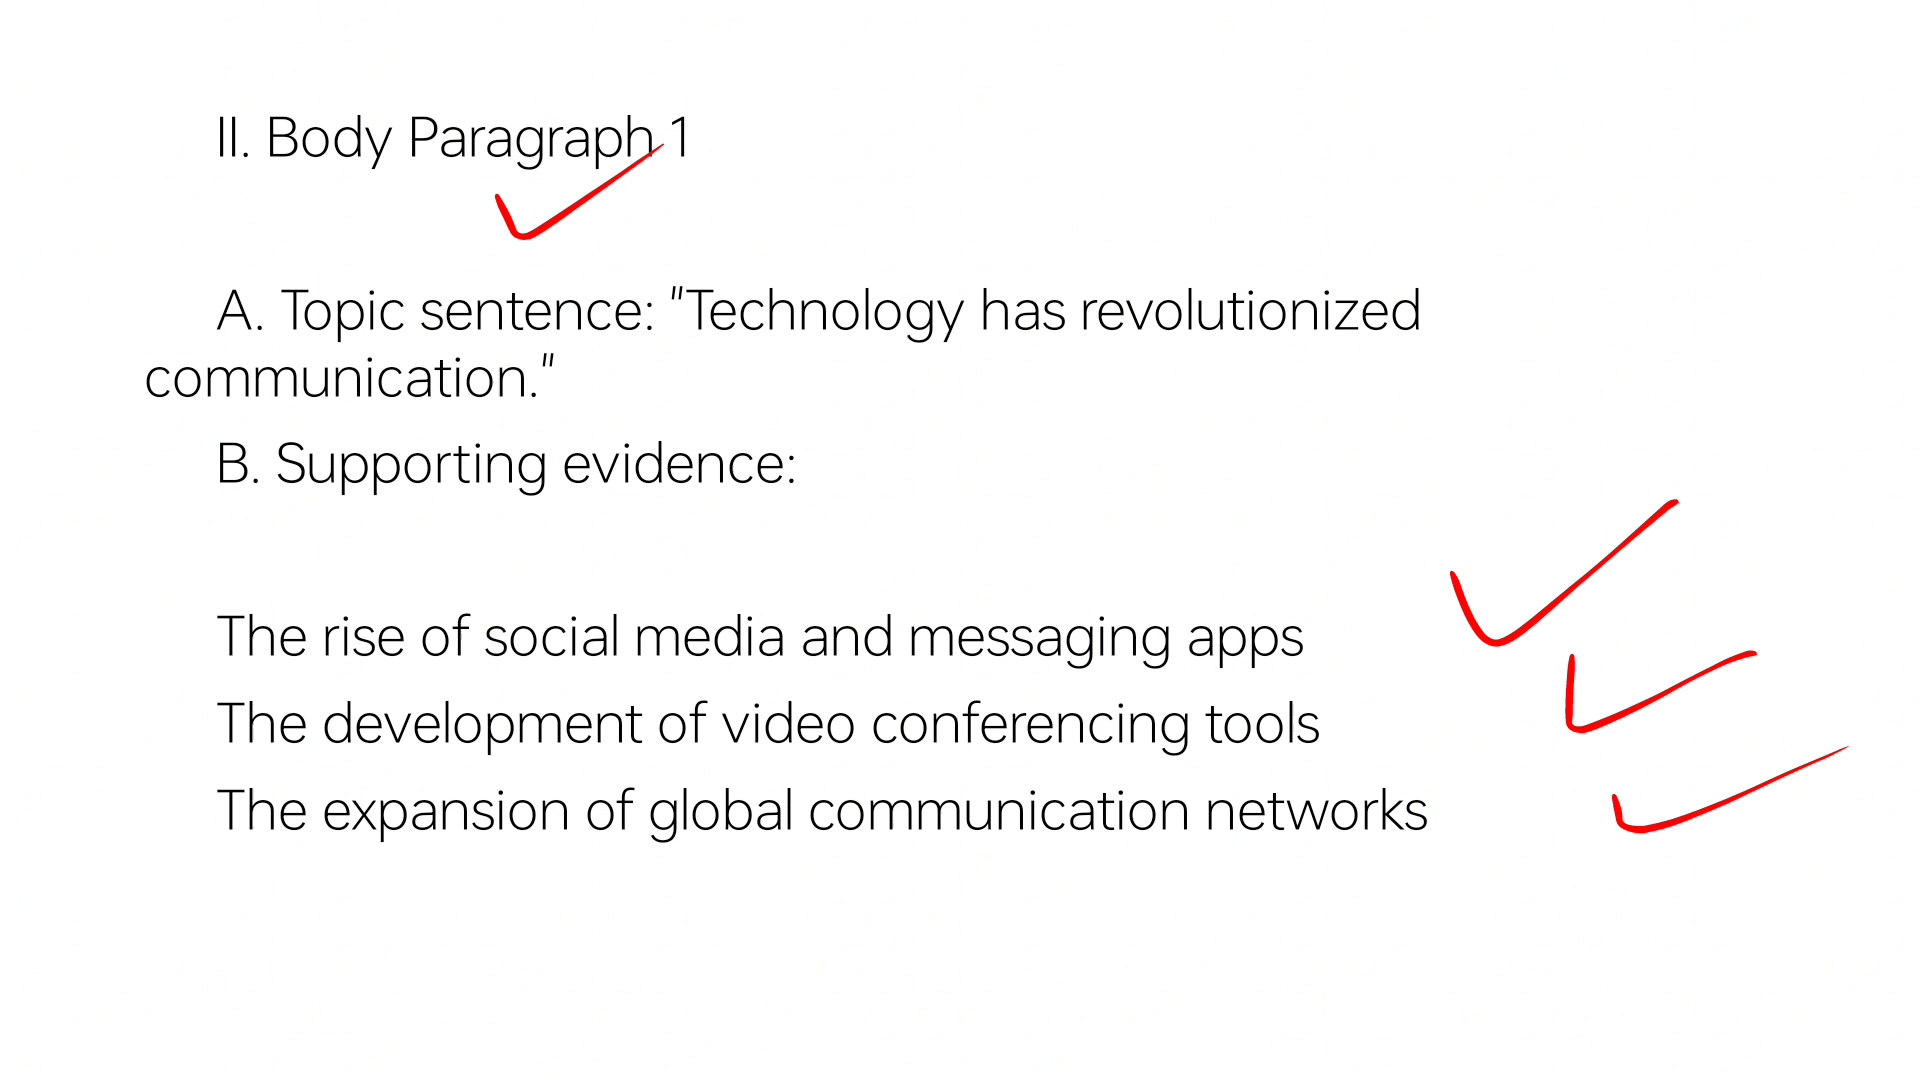 II. Body Paragraph 1
A. Topic sentence: "Technology has revolutionized
communication."
B. Supporting evidence:
The rise of social media and messaging apps
The development of video conferencing tools
The expansion of global communication networks